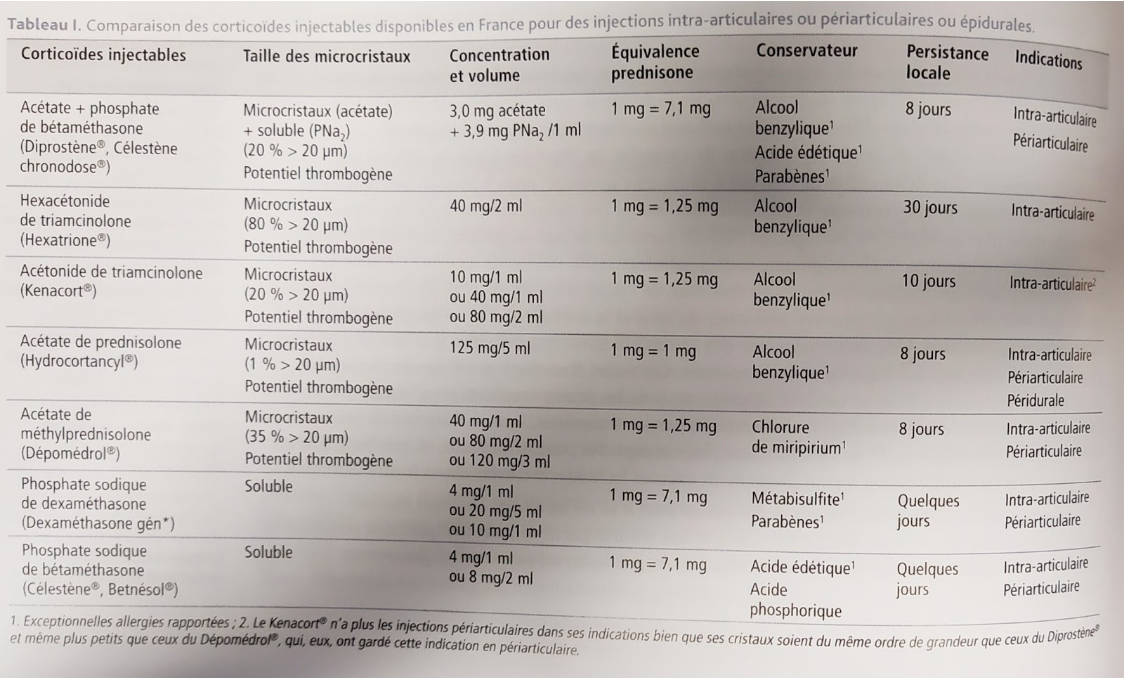 Tableau I. Comparaison des corticoïdes injectables disponibles en France pour des injections intra-articulaires ou périarticulaires ou épidurales.
Corticoïdes injectables Taille des microcristaux Concentration et volume Équivalence prednisone Conservateur Persistance locale Indications
Acétate + phosphate Microcristaux (acétate) 3,0 mg acétate 1 mg = 7,1 mg Alcool 8 jours Intra-articulaire
de bétaméthasone + soluble (PNa₂) + 3,9 mg PNa₂ /1 ml benzylique¹ Périarticulaire
(Diprostène®, Célestène (20 % > 20 µm) Acide édétique¹
chronodose®) Potentiel thrombogène Parabènes¹
Hexacétonide Microcristaux 40 mg/2 ml 1 mg = 1,25 mg Alcool 30 jours Intra-articulaire
de triamcinolone (80 % > 20 µm) benzylique¹
(Hexatrione®) Potentiel thrombogène
Acétonide de triamcinolone Microcristaux 10 mg/1 ml 1 mg = 1,25 mg Alcool 10 jours Intra-articulaire²
(Kenacort®) (20 % > 20 µm) ou 40 mg/1 ml benzylique¹
Potentiel thrombogène ou 80 mg/2 ml
Acétate de prednisolone Microcristaux 125 mg/5 ml 1 mg = 1 mg Alcool 8 jours Intra-articulaire
(Hydrocortancyl®) (1 % > 20 µm) benzylique¹ Périarticulaire
Potentiel thrombogène Péridurale
Acétate de Microcristaux 40 mg/1 ml 1 mg = 1,25 mg Chlorure 8 jours Intra-articulaire
méthylprednisolone (35 % > 20 µm) ou 80 mg/2 ml de miripirium¹ Périarticulaire
(Dépomédrol®) Potentiel thrombogène ou 120 mg/3 ml
Phosphate sodique Soluble 4 mg/1 ml 1 mg = 7,1 mg Métabisulfite¹ Quelques Intra-articulaire
de dexaméthasone ou 20 mg/5 ml Parabènes¹ jours Périarticulaire
(Dexaméthasone gén*) ou 10 mg/1 ml
Phosphate sodique Soluble 4 mg/1 ml 1 mg = 7,1 mg Acide édétique¹ Quelques Intra-articulaire
de bétaméthasone ou 8 mg/2 ml Acide jours Périarticulaire
(Célestène®, Betnésol®) phosphorique
1. Exceptionnelles allergies rapportées ; 2. Le Kenacort® n'a plus les injections périarticulaires dans ses indications bien que ses cristaux soient du même ordre de grandeur que ceux du Diprostène®
et même plus petits que ceux du Dépomédrol®, qui, eux, ont gardé cette indication en périarticulaire.